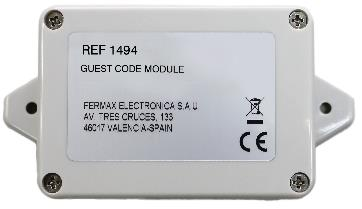 REF 1494
GUEST CODE MODULE
FERMAX ELECTRONICA S.A.U
AV. TRES CRUCES, 133
46017 VALENCIA-SPAIN
CE